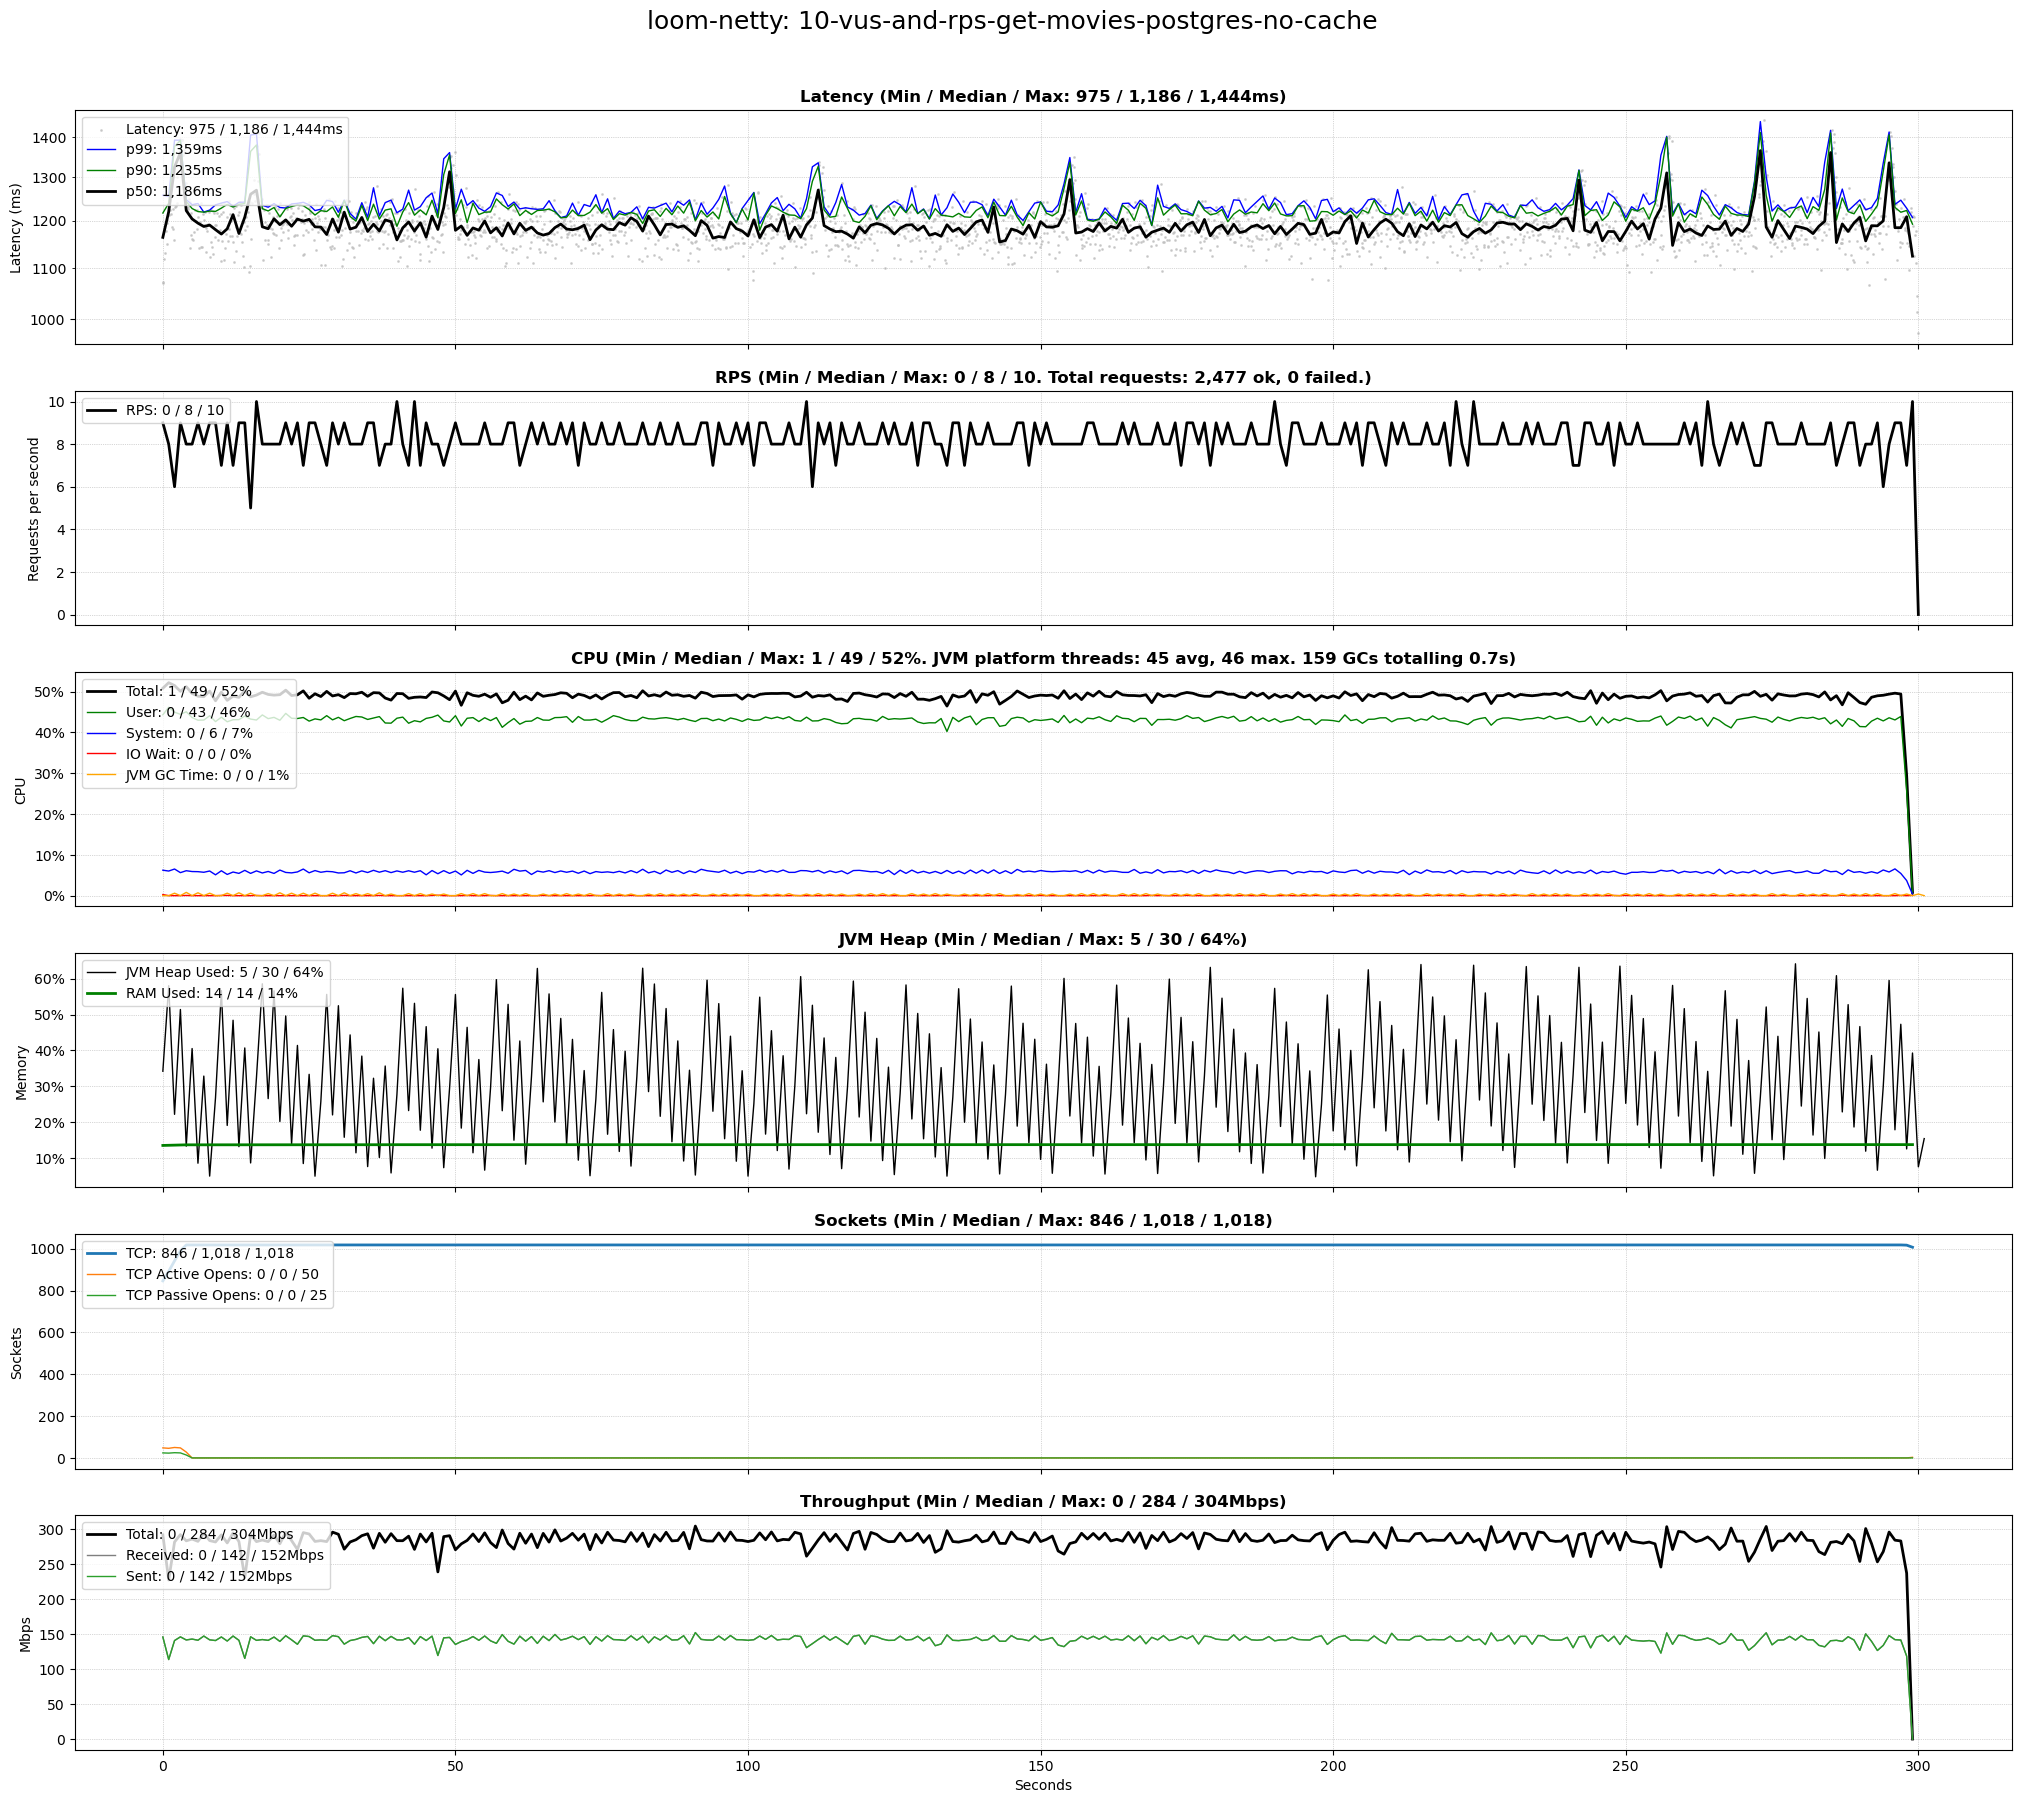 loom-netty: 10-vus-and-rps-get-movies-postgres-no-cache
Latency (Min / Median / Max: 975 / 1,186 / 1,444ms)
Latency: 975 / 1,186 / 1,444ms
p99: 1,359ms
p90: 1,235ms
p50: 1,186ms
1400
1300
1200
1100
1000
Latency (ms)
RPS (Min / Median / Max: 0 / 8 / 10. Total requests: 2,477 ok, 0 failed.)
RPS: 0 / 8 / 10
10
8
6
4
2
0
Requests per second
CPU (Min / Median / Max: 1 / 49 / 52%. JVM platform threads: 45 avg, 46 max. 159 GCs totalling 0.7s)
Total: 1 / 49 / 52%
User: 0 / 43 / 46%
System: 0 / 6 / 7%
IO Wait: 0 / 0 / 0%
JVM GC Time: 0 / 0 / 1%
50%
40%
30%
20%
10%
0%
CPU
JVM Heap (Min / Median / Max: 5 / 30 / 64%)
JVM Heap Used: 5 / 30 / 64%
RAM Used: 14 / 14 / 14%
60%
50%
40%
30%
20%
10%
Memory
Sockets (Min / Median / Max: 846 / 1,018 / 1,018)
TCP: 846 / 1,018 / 1,018
TCP Active Opens: 0 / 0 / 50
TCP Passive Opens: 0 / 0 / 25
1000
800
600
400
200
0
Sockets
Throughput (Min / Median / Max: 0 / 284 / 304Mbps)
Total: 0 / 284 / 304Mbps
Received: 0 / 142 / 152Mbps
Sent: 0 / 142 / 152Mbps
300
250
200
150
100
50
0
Mbps
0 50 100 150 200 250 300
Seconds